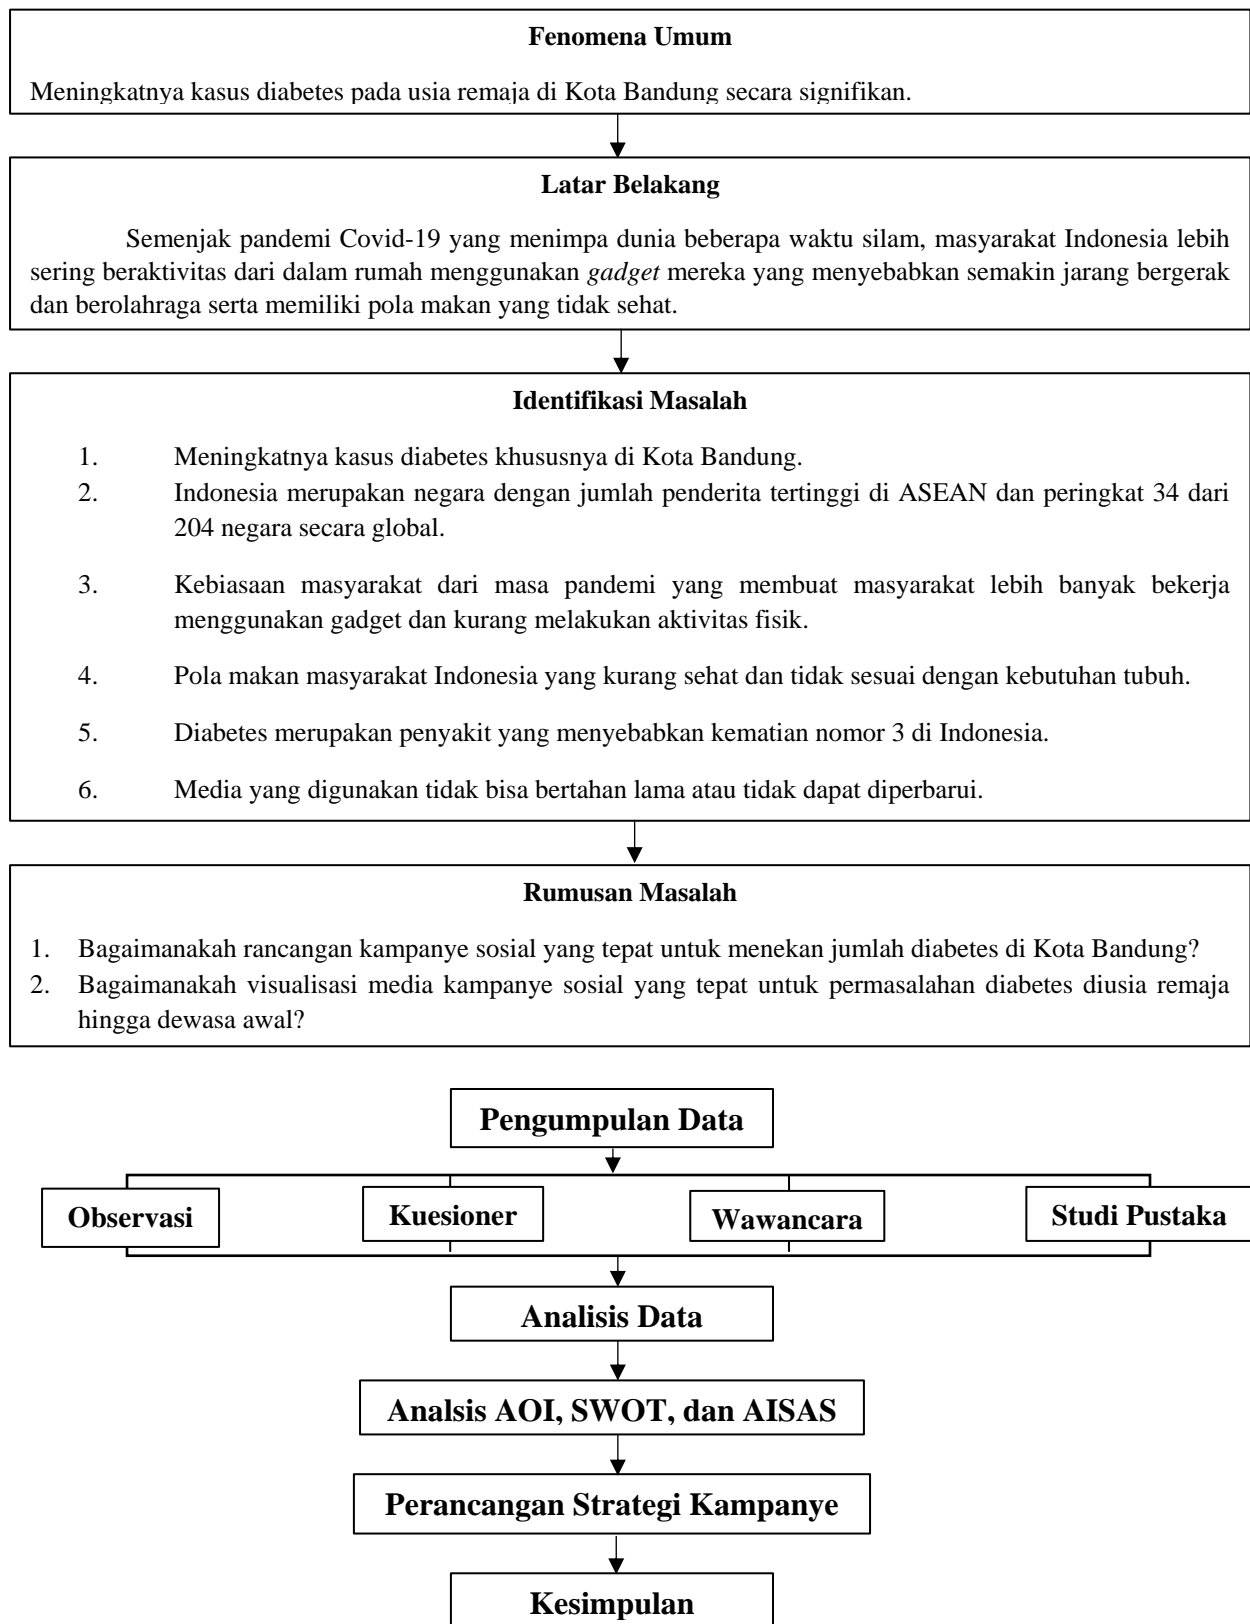 Fenomena Umum
Meningkatnya kasus diabetes pada usia remaja di Kota Bandung secara signifikan.
Latar Belakang
Semenjak pandemi Covid-19 yang menimpa dunia beberapa waktu silam, masyarakat Indonesia lebih
sering beraktivitas dari dalam rumah menggunakan gadget mereka yang menyebabkan semakin jarang bergerak
dan berolahraga serta memiliki pola makan yang tidak sehat.
Identifikasi Masalah
1. Meningkatnya kasus diabetes khususnya di Kota Bandung.
2. Indonesia merupakan negara dengan jumlah penderita tertinggi di ASEAN dan peringkat 34 dari
204 negara secara global.
3. Kebiasaan masyarakat dari masa pandemi yang membuat masyarakat lebih banyak bekerja
menggunakan gadget dan kurang melakukan aktivitas fisik.
4. Pola makan masyarakat Indonesia yang kurang sehat dan tidak sesuai dengan kebutuhan tubuh.
5. Diabetes merupakan penyakit yang menyebabkan kematian nomor 3 di Indonesia.
6. Media yang digunakan tidak bisa bertahan lama atau tidak dapat diperbarui.
Rumusan Masalah
1. Bagaimanakah rancangan kampanye sosial yang tepat untuk menekan jumlah diabetes di Kota Bandung?
2. Bagaimanakah visualisasi media kampanye sosial yang tepat untuk permasalahan diabetes diusia remaja
hingga dewasa awal?
Pengumpulan Data
Observasi
Kuesioner
Wawancara
Studi Pustaka
Analisis Data
Analsis AOI, SWOT, dan AISAS
Perancangan Strategi Kampanye
Kesimpulan